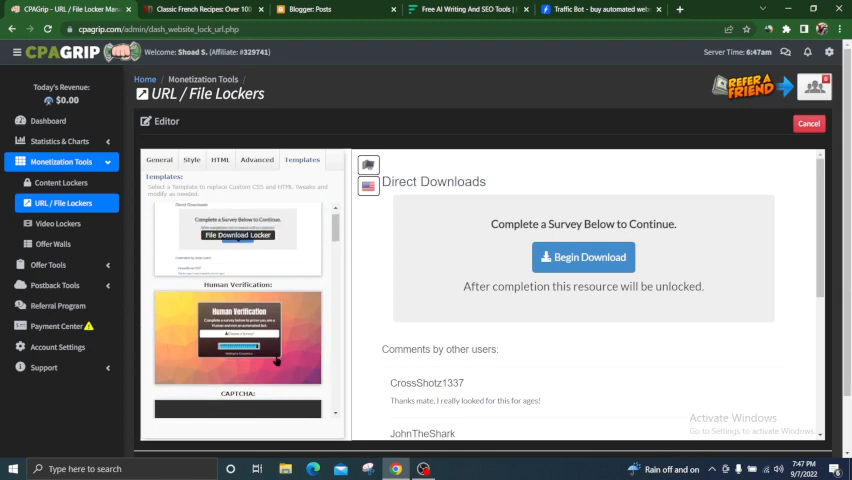 CPAGrip - URL / File Locker Man
Classic French Recipes: Over 100
Blogger: Posts
Free AI Writing And SEO Tools |
Traffic Bot - buy automated web
cpagrip.com/admin/dash_website_lock_url.php
CPAGRIP
Welcome: Shoad S. (Affiliate: #329741)
Server Time: 6:47am
Today's Revenue:
$0.00
Dashboard
Statistics & Charts
Monetization Tools
Content Lockers
URL / File Lockers
Video Lockers
Offer Walls
Offer Tools
Postback Tools
Referral Program
Payment Center
Account Settings
Support
Home / Monetization Tools /
URL / File Lockers
REFER A FRIEND
Editor
Cancel
General Style HTML Advanced Templates
Templates:
Select a Template to replace Custom CSS and HTML Tweaks and modify as needed.
Direct Downloads
Complete a Survey Below to Continue.
File Download Locker
Human Verification:
Human Verification
CAPTCHA:
Direct Downloads
Complete a Survey Below to Continue.
Begin Download
After completion this resource will be unlocked.
Comments by other users:
CrossShotz1337
Thanks mate, I really looked for this for ages!
JohnTheShark
Activate Windows
Go to Settings to activate Windows.
Type here to search
Rain off and on
7:47 PM
9/7/2022